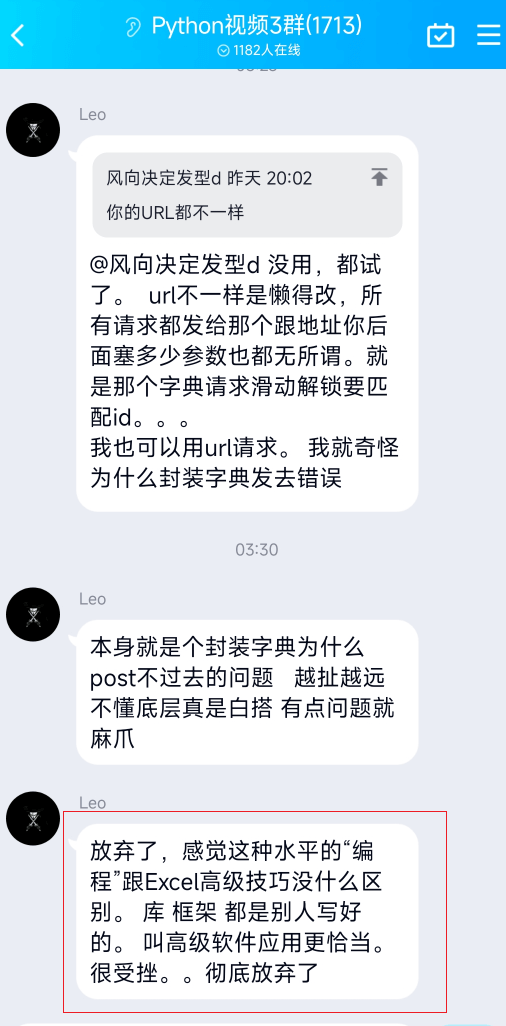 Python视频3群(1713)
1182人在线
Leo
风向决定发型d 昨天 20:02
你的URL都不一样
@风向决定发型d 没用，都试
了。 url不一样是懒得改，所
有请求都发给那个跟地址你后
面塞多少参数也都无所谓。就
是那个字典请求滑动解锁要匹
配id。。。
我也可以用url请求。 我就奇怪
为什么封装字典发去错误
03:30
Leo
本身就是个封装字典为什么
post不过去的问题 越扯越远
不懂底层真是白搭 有点问题就
麻爪
Leo
放弃了，感觉这种水平的“编
程”跟Excel高级技巧没什么区
别。 库 框架 都是别人写好
的。 叫高级软件应用更恰当。
很受挫。。彻底放弃了